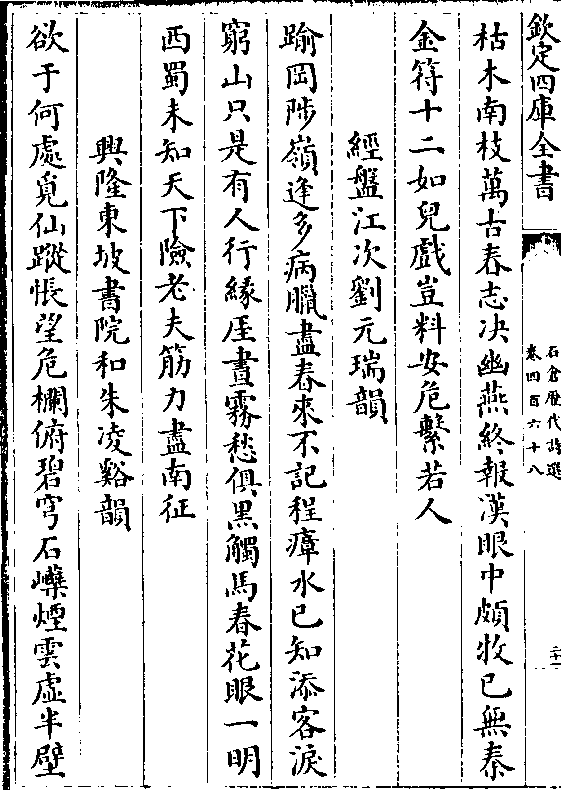 欽定四庫全書
石倉歷代詩選
卷四百六十八
二十一
枯木南枝萬古春志决幽燕終報漢眼中頗牧已無秦
金符十二如兒戲豈料安危繫若人
經盤江次劉元瑞韻
踰岡陟嶺逢多病臘盡春來不記程瘴水已知添客淚
窮山只是有人行緣厓晝霧愁俱黑觸馬春花眼一明
西蜀未知天下險老夫筋力盡南征
興隆東坡書院和朱凌谿韻
欲于何處覓仙蹤悵望危欄俯碧穹石㠔煙雲虛半壁